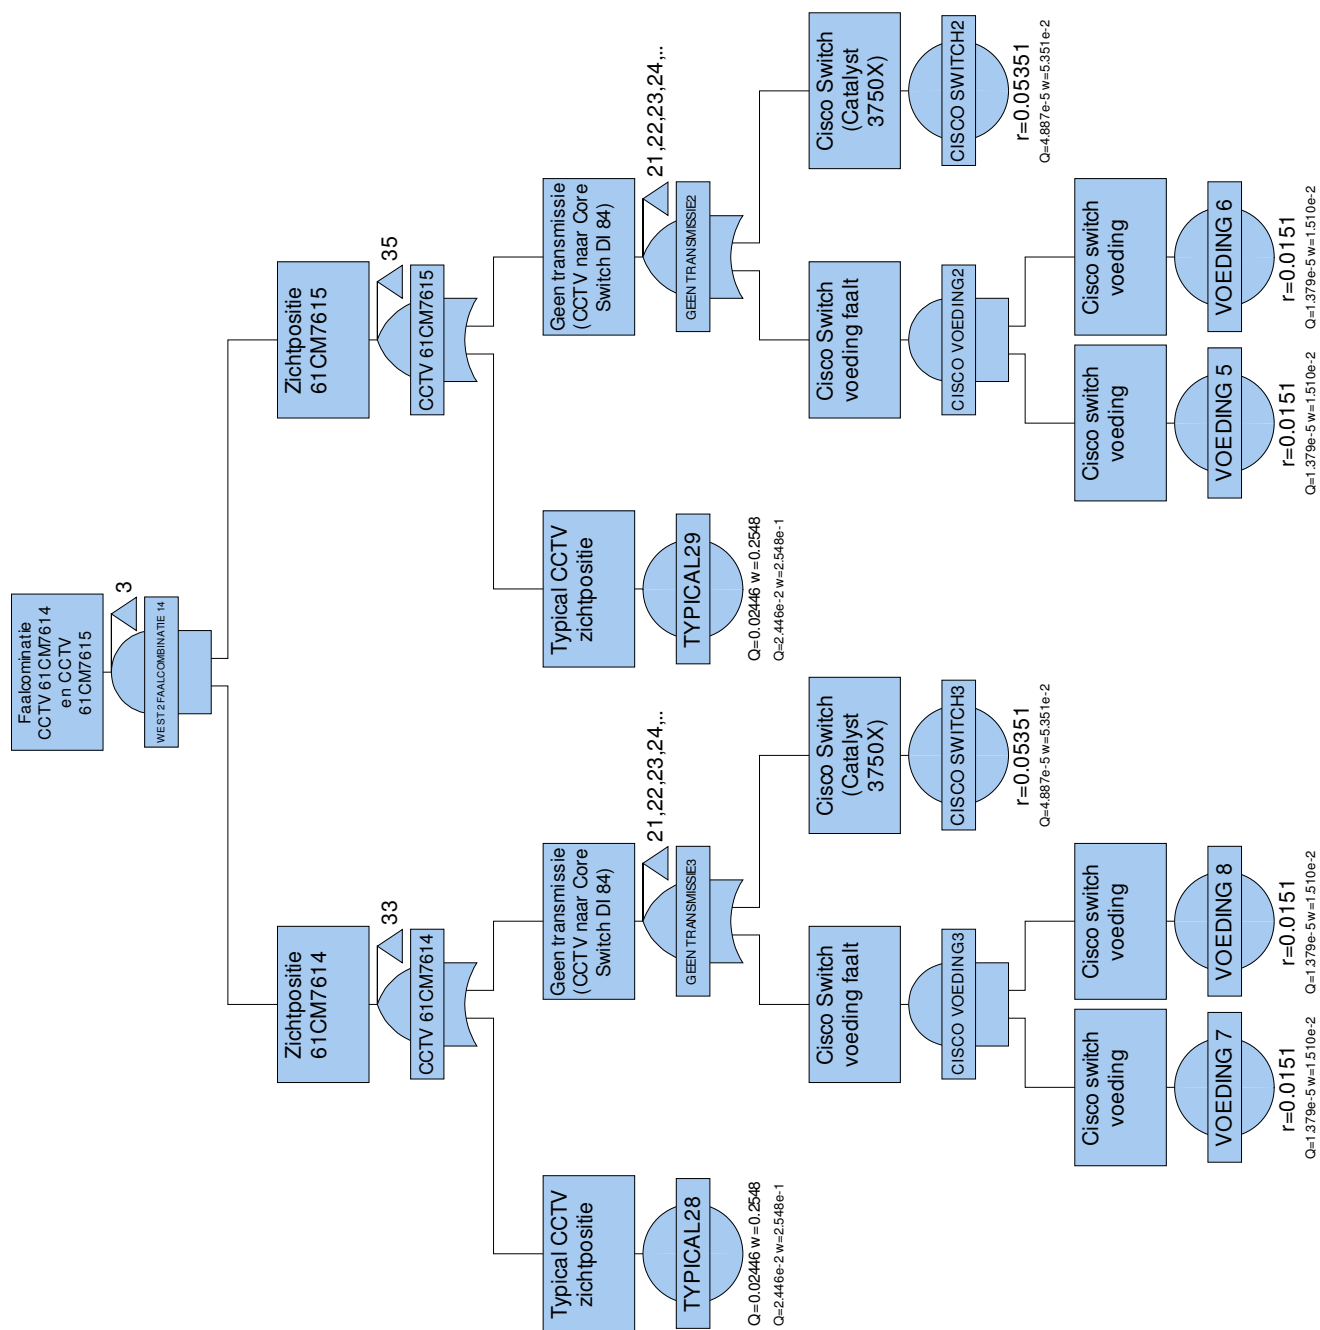 Faalcominatie
CCTV 61CM7614
en CCTV
61CM7615
3
WEST 2 FAALCOMBINATIE 14
Zichtpositie
61CM7614
33
CCTV 61CM7614
Zichtpositie
61CM7615
35
CCTV 61CM7615
Typical CCTV
zichtpositie
TYPICAL28
Q=0.02446 w=0.2548
Q=2.446e-2 w=2.548e-1
Geen transmissie
(CCTV naar Core
Switch DI 84)
21,22,23,24,..
GEEN TRANSMISSIE3
Typical CCTV
zichtpositie
TYPICAL29
Q=0.02446 w=0.2548
Q=2.446e-2 w=2.548e-1
Geen transmissie
(CCTV naar Core
Switch DI 84)
21,22,23,24,..
GEEN TRANSMISSIE2
Cisco Switch
voeding faalt
CISCO VOEDING3
Cisco Switch
(Catalyst
3750X)
CISCO SWITCH3
r=0.05351
Q=4.887e-5 w=5.351e-2
Cisco Switch
voeding faalt
CISCO VOEDING2
Cisco Switch
(Catalyst
3750X)
CISCO SWITCH2
r=0.05351
Q=4.887e-5 w=5.351e-2
Cisco switch
voeding
VOEDING 7
r=0.0151
Q=1.379e-5 w=1.510e-2
Cisco switch
voeding
VOEDING 8
r=0.0151
Q=1.379e-5 w=1.510e-2
Cisco switch
voeding
VOEDING 5
r=0.0151
Q=1.379e-5 w=1.510e-2
Cisco switch
voeding
VOEDING 6
r=0.0151
Q=1.379e-5 w=1.510e-2